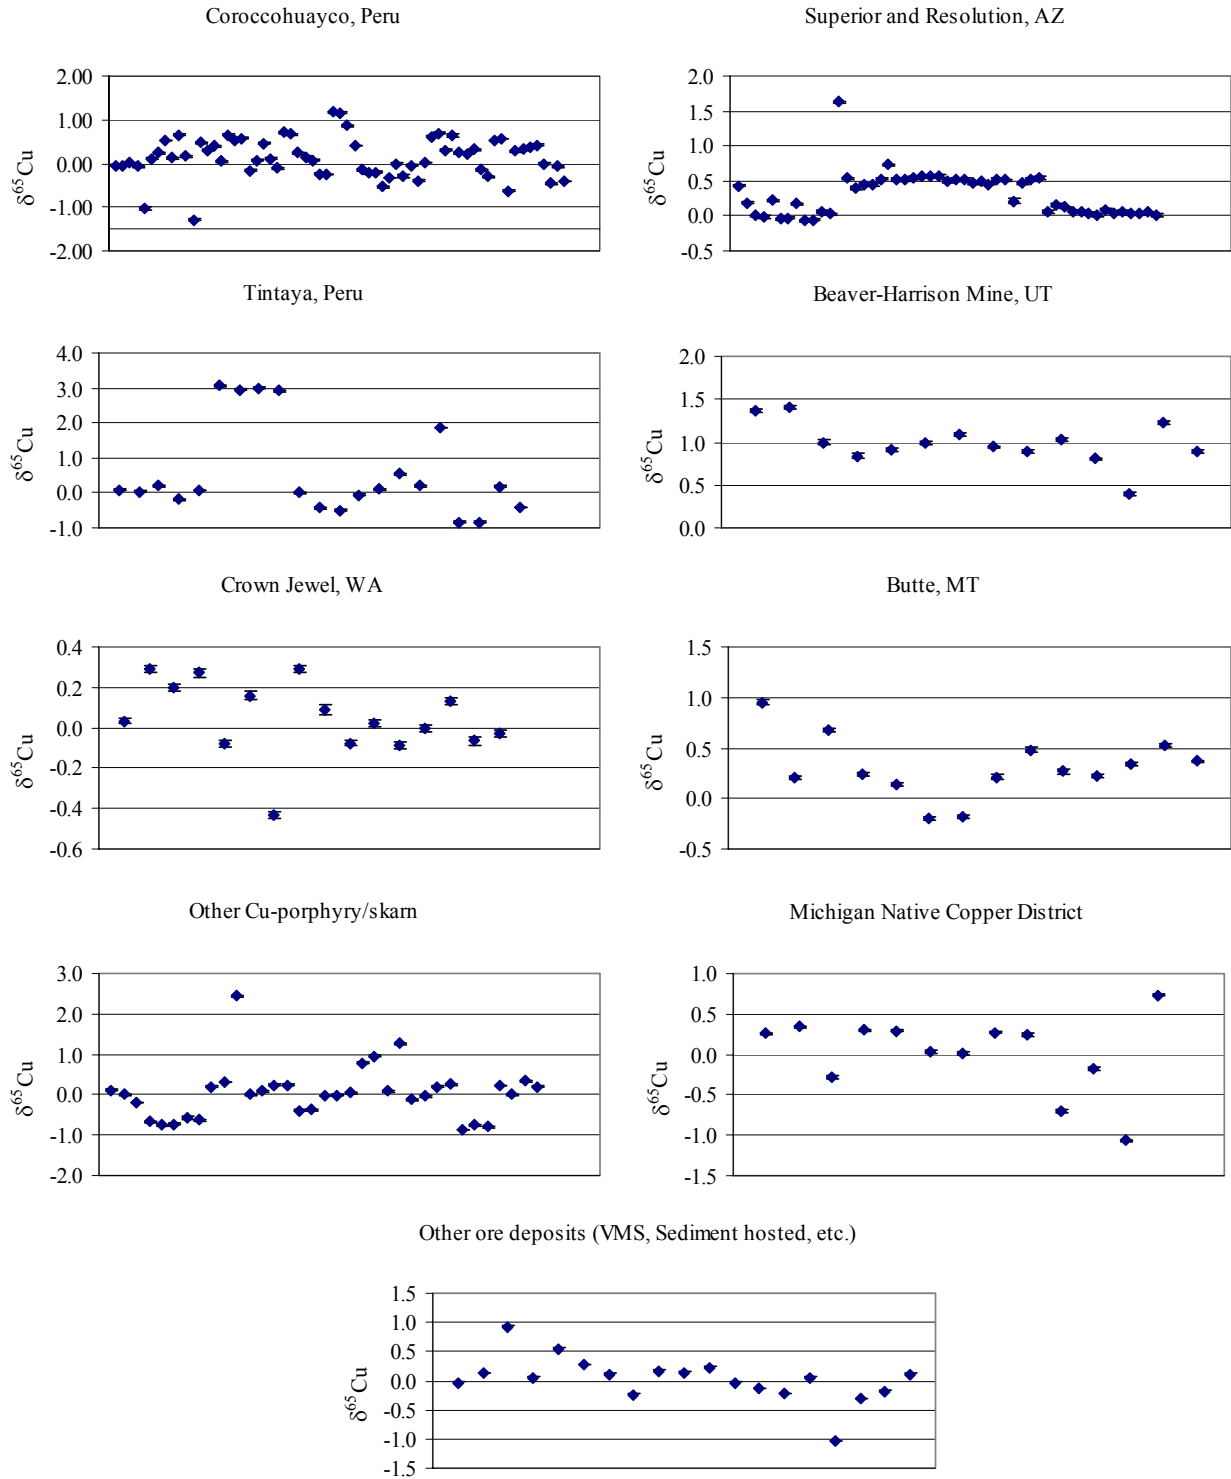 Coroccohuayco, Peru
2.00
1.00
0.00
-1.00
-2.00
δ65Cu
Superior and Resolution, AZ
2.0
1.5
1.0
0.5
0.0
-0.5
δ65Cu
Tintaya, Peru
4.0
3.0
2.0
1.0
0.0
-1.0
δ65Cu
Beaver-Harrison Mine, UT
2.0
1.5
1.0
0.5
0.0
δ65Cu
Crown Jewel, WA
0.4
0.2
0.0
-0.2
-0.4
-0.6
δ65Cu
Butte, MT
1.5
1.0
0.5
0.0
-0.5
δ65Cu
Other Cu-porphyry/skarn
3.0
2.0
1.0
0.0
-1.0
-2.0
δ65Cu
Michigan Native Copper District
1.0
0.5
0.0
-0.5
-1.0
-1.5
δ65Cu
Other ore deposits (VMS, Sediment hosted, etc.)
1.5
1.0
0.5
0.0
-0.5
-1.0
-1.5
δ65Cu